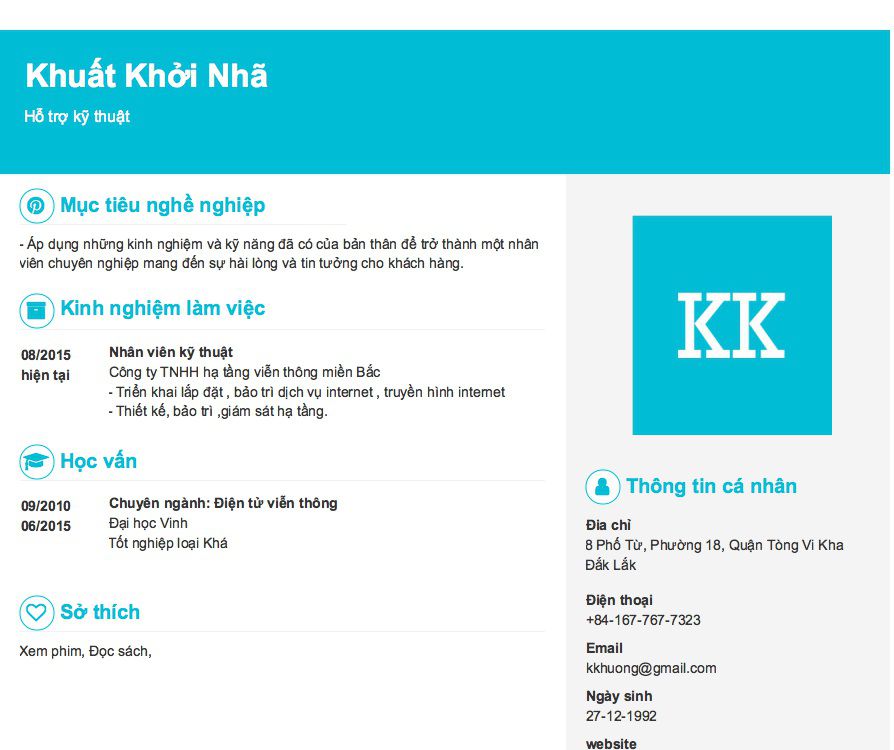 Khuất Khởi Nhã
Hỗ trợ kỹ thuật
Mục tiêu nghề nghiệp
- Áp dụng những kinh nghiệm và kỹ năng đã có của bản thân để trở thành một nhân
viên chuyên nghiệp mang đến sự hài lòng và tin tưởng cho khách hàng.
Kinh nghiệm làm việc
08/2015
hiện tại
Nhân viên kỹ thuật
Công ty TNHH hạ tầng viễn thông miền Bắc
- Triển khai lắp đặt , bảo trì dịch vụ internet , truyền hình internet
- Thiết kế, bảo trì ,giám sát hạ tầng.
Học vấn
09/2010
06/2015
Chuyên ngành: Điện tử viễn thông
Đại học Vinh
Tốt nghiệp loại Khá
Sở thích
Xem phim, Đọc sách,
KK
Thông tin cá nhân
Đia chỉ
8 Phố Từ, Phường 18, Quận Tòng Vi Kha
Đắk Lắk
Điện thoại
+84-167-767-7323
Email
kkhuong@gmail.com
Ngày sinh
27-12-1992
website